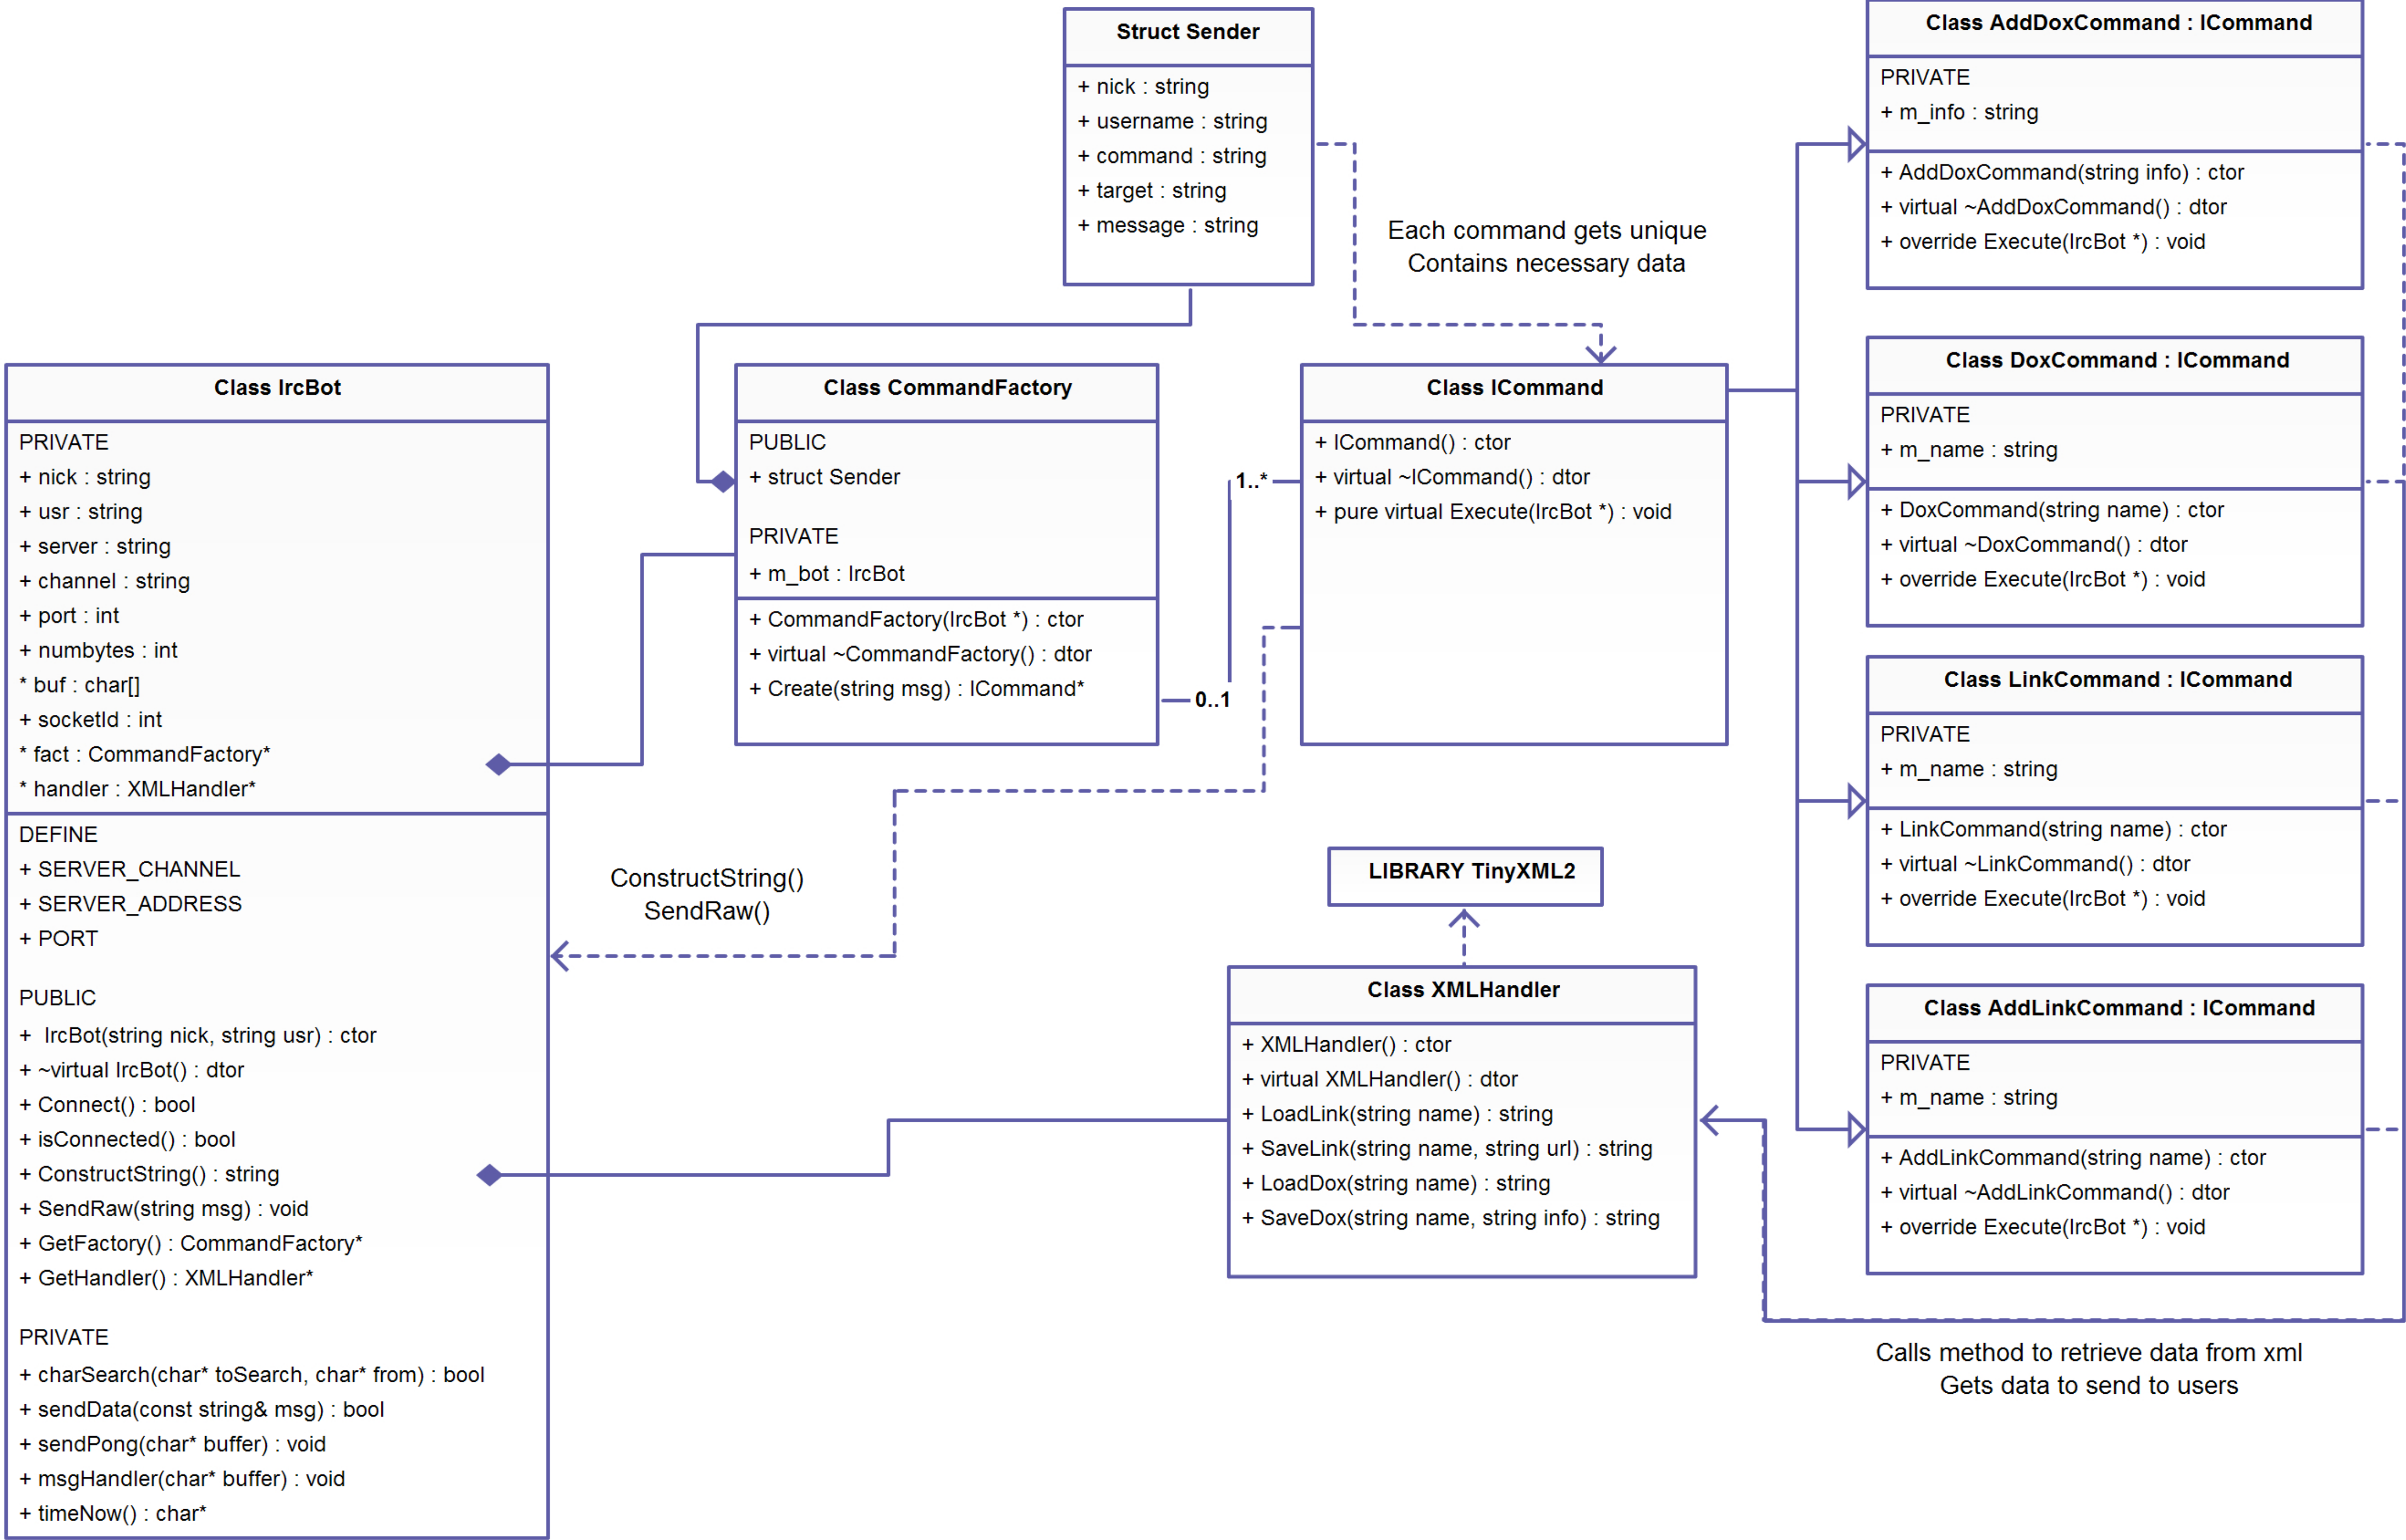 Struct Sender
+ nick : string
+ username : string
+ command : string
+ target : string
+ message : string
Each command gets unique
Contains necessary data
Class AddDoxCommand : ICommand
PRIVATE
+ m_info : string
+ AddDoxCommand(string info) : ctor
+ virtual ~AddDoxCommand() : dtor
+ override Execute(IrcBot *) : void
Class IrcBot
PRIVATE
+ nick : string
+ usr : string
+ server : string
+ channel : string
+ port : int
+ numbytes : int
* buf : char[]
+ socketId : int
* fact : CommandFactory*
* handler : XMLHandler*
DEFINE
+ SERVER_CHANNEL
+ SERVER_ADDRESS
+ PORT
PUBLIC
+  IrcBot(string nick, string usr) : ctor
+ ~virtual IrcBot() : dtor
+ Connect() : bool
+ isConnected() : bool
+ ConstructString() : string
+ SendRaw(string msg) : void
+ GetFactory() : CommandFactory*
+ GetHandler() : XMLHandler*
PRIVATE
+ charSearch(char* toSearch, char* from) : bool
+ sendData(const string& msg) : bool
+ sendPong(char* buffer) : void
+ msgHandler(char* buffer) : void
+ timeNow() : char*
Class CommandFactory
PUBLIC
+ struct Sender
PRIVATE
+ m_bot : IrcBot
+ CommandFactory(IrcBot *) : ctor
+ virtual ~CommandFactory() : dtor
+ Create(string msg) : ICommand*
1..*
0..1
Class ICommand
+ ICommand() : ctor
+ virtual ~ICommand() : dtor
+ pure virtual Execute(IrcBot *) : void
Class DoxCommand : ICommand
PRIVATE
+ m_name : string
+ DoxCommand(string name) : ctor
+ virtual ~DoxCommand() : dtor
+ override Execute(IrcBot *) : void
Class LinkCommand : ICommand
PRIVATE
+ m_name : string
+ LinkCommand(string name) : ctor
+ virtual ~LinkCommand() : dtor
+ override Execute(IrcBot *) : void
ConstructString()
SendRaw()
LIBRARY TinyXML2
Class XMLHandler
+ XMLHandler() : ctor
+ virtual XMLHandler() : dtor
+ LoadLink(string name) : string
+ SaveLink(string name, string url) : string
+ LoadDox(string name) : string
+ SaveDox(string name, string info) : string
Class AddLinkCommand : ICommand
PRIVATE
+ m_name : string
+ AddLinkCommand(string name) : ctor
+ virtual ~AddLinkCommand() : dtor
+ override Execute(IrcBot *) : void
Calls method to retrieve data from xml
Gets data to send to users